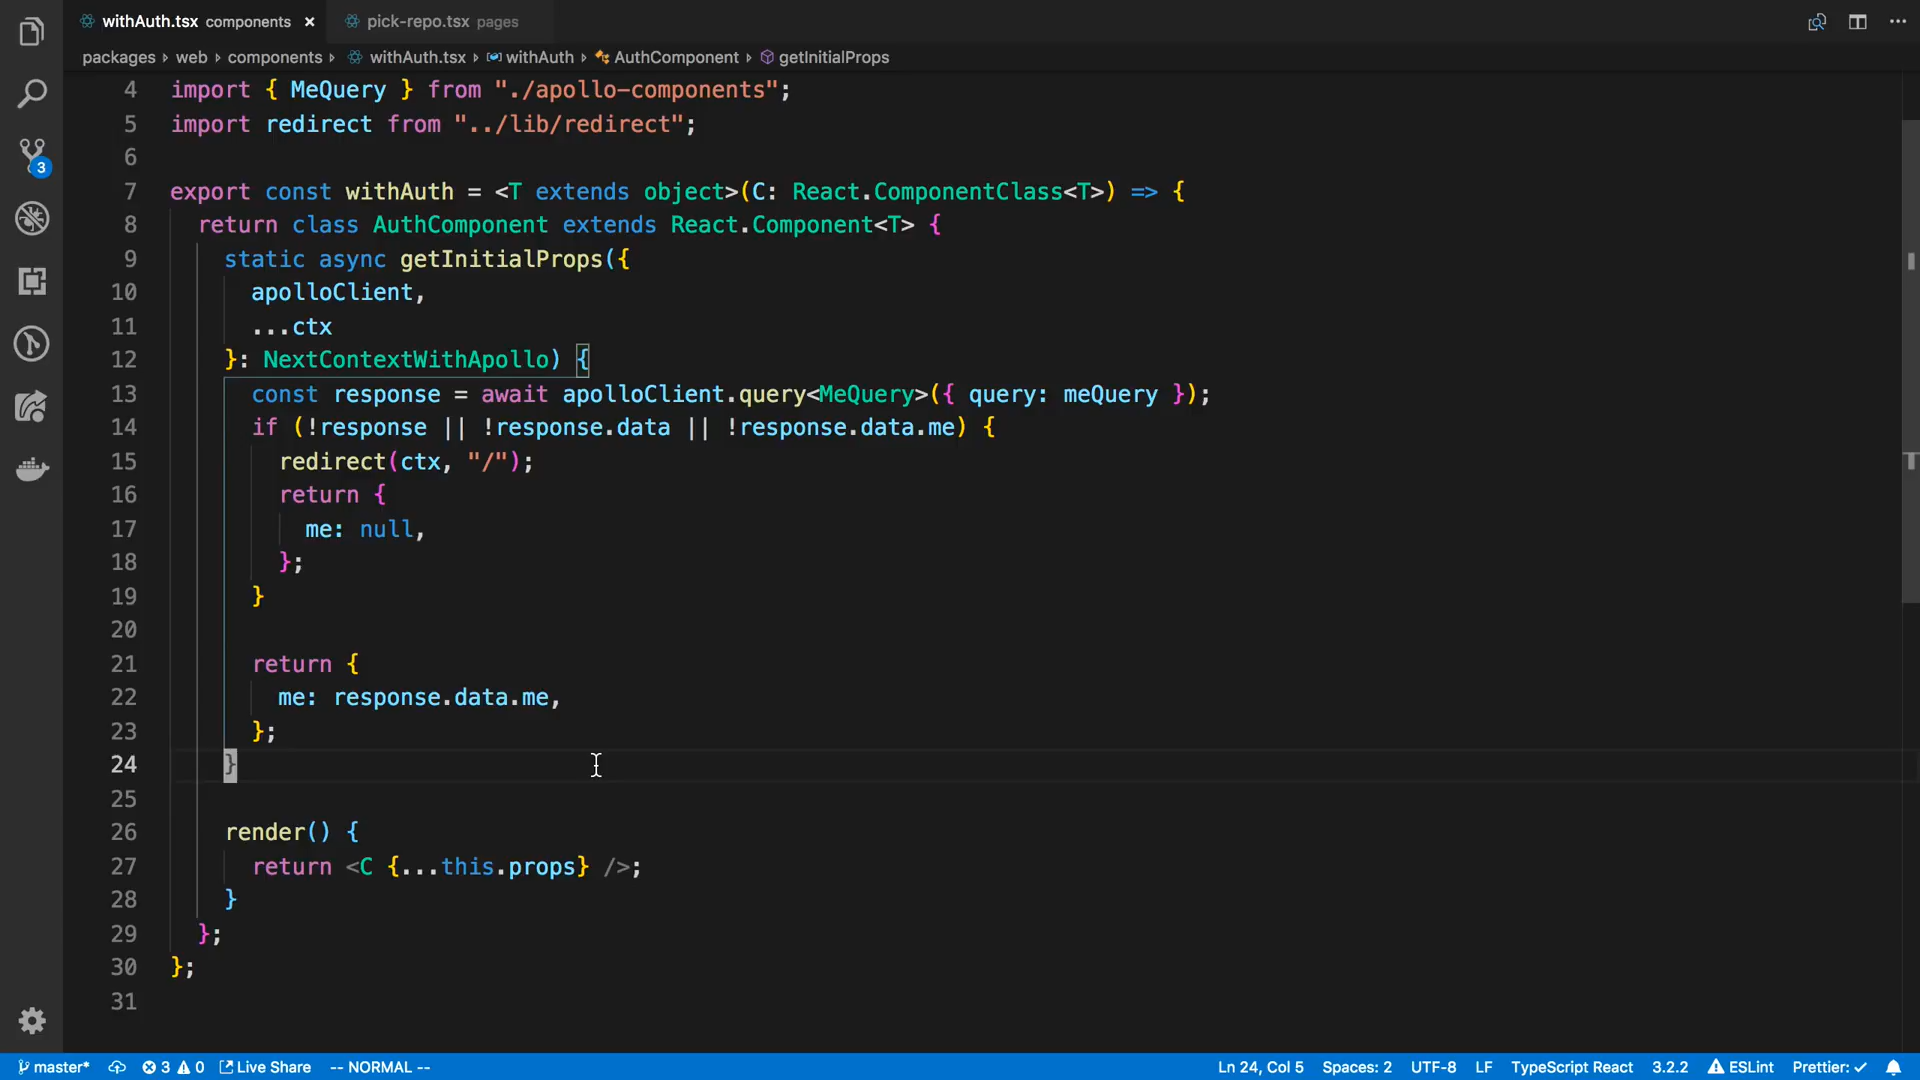 withAuth.tsx components × pick-repo.tsx pages
packages › web › components › withAuth.tsx › withAuth › AuthComponent › getInitialProps
4 import { MeQuery } from "./apollo-components";
5 import redirect from "../lib/redirect";
6
7 export const withAuth = <T extends object>(C: React.ComponentClass<T>) => {
8 return class AuthComponent extends React.Component<T> {
9 static async getInitialProps({
10 apolloClient,
11 ...ctx
12 }: NextContextWithApollo) {
13 const response = await apolloClient.query<MeQuery>({ query: meQuery });
14 if (!response || !response.data || !response.data.me) {
15 redirect(ctx, "/");
16 return {
17 me: null,
18 };
19 }
20
21 return {
22 me: response.data.me,
23 };
24 }
25
26 render() {
27 return <C {...this.props} />;
28 }
29 };
30 };
31
3
master* 3 0 Live Share -- NORMAL -- Ln 24, Col 5 Spaces: 2 UTF-8 LF TypeScript React 3.2.2 ESLint Prettier: ✓